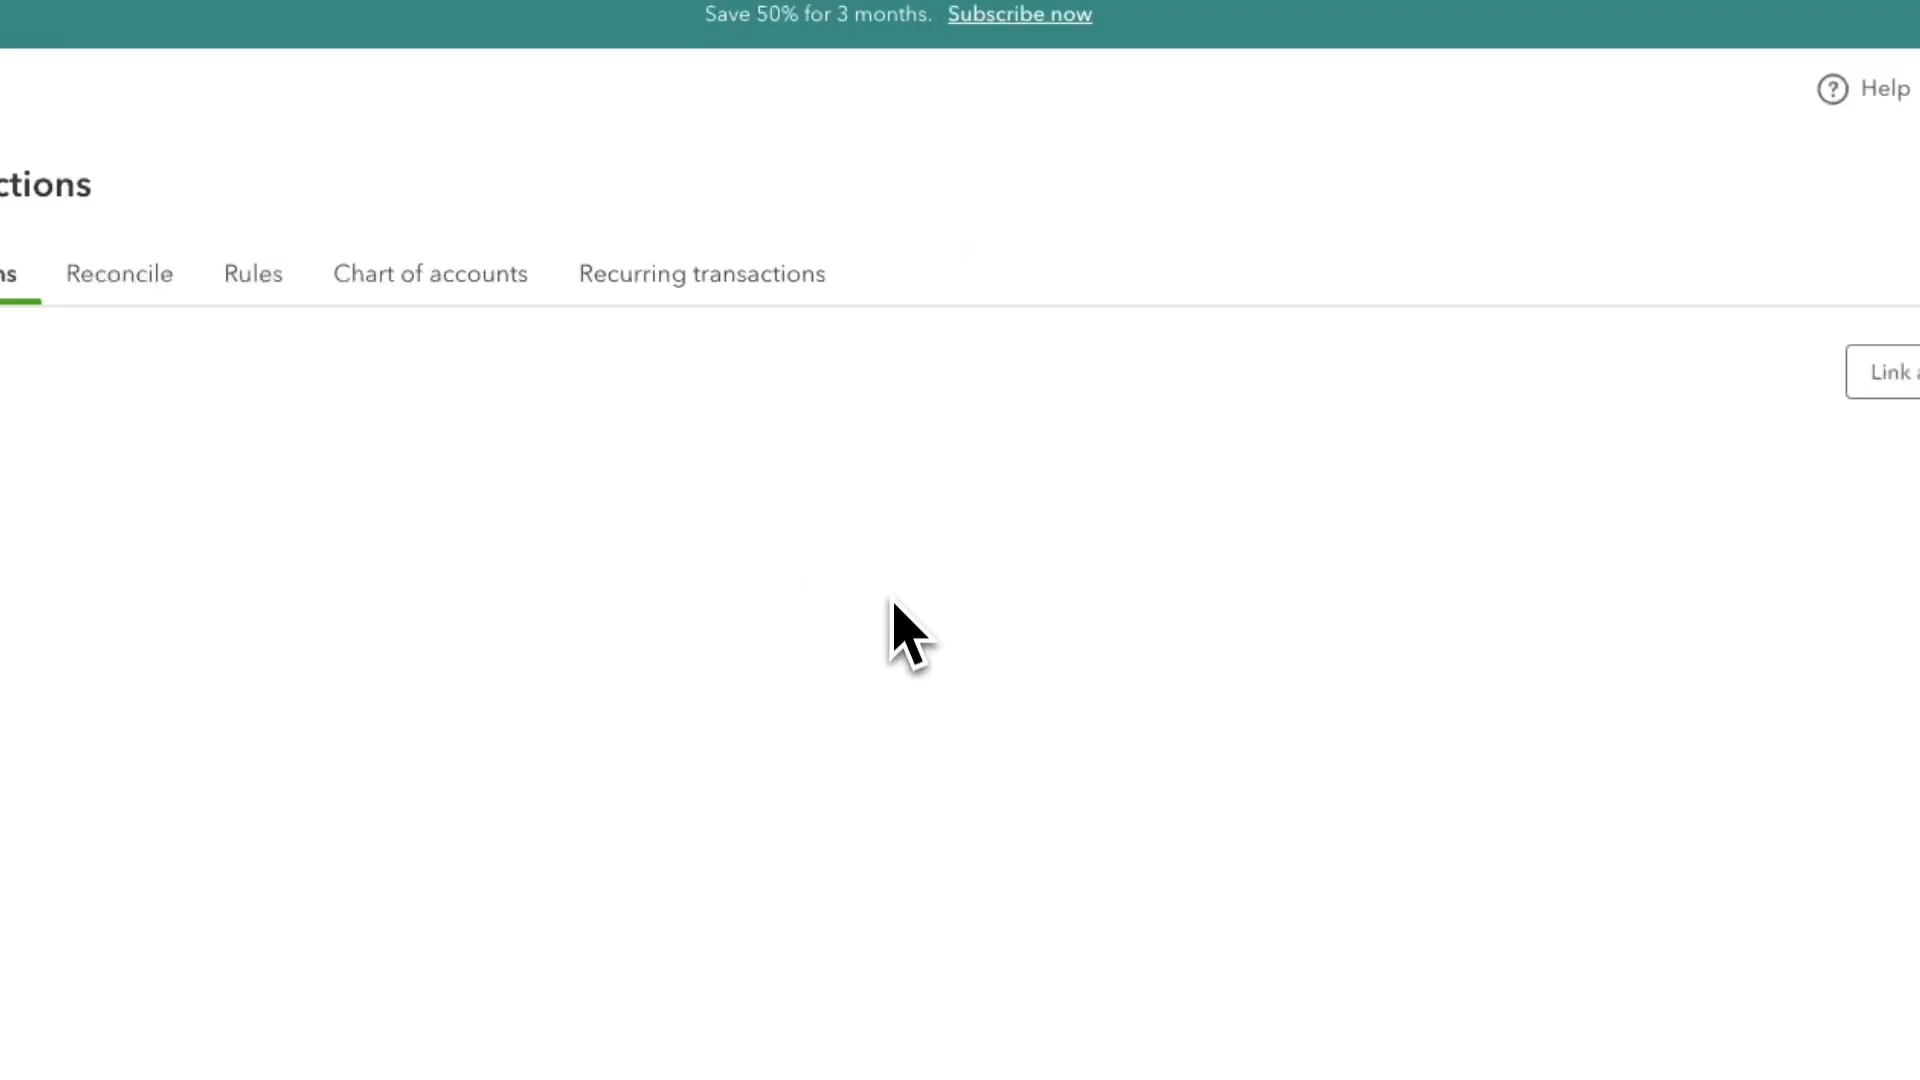 Save 50% for 3 months. Subscribe now
Help
ctions
ns Reconcile Rules Chart of accounts Recurring transactions
Link a